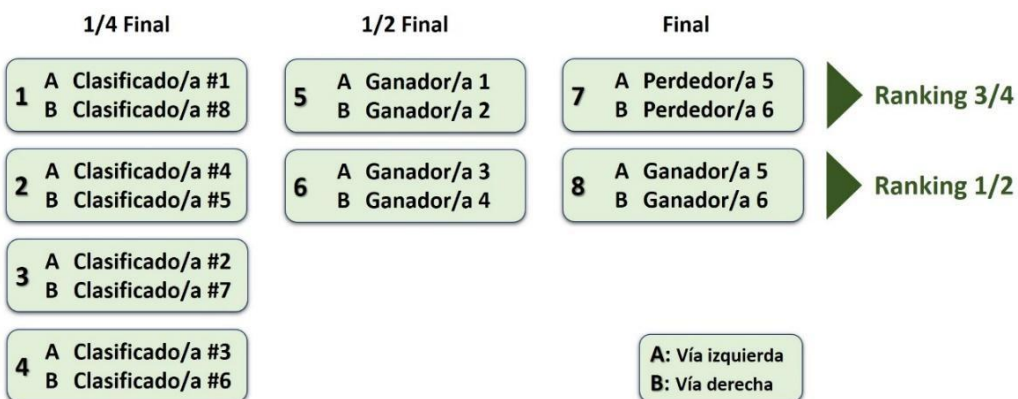 1/4 Final
1/2 Final
Final
1
A Clasificado/a #1
B Clasificado/a #8
5
A Ganador/a 1
B Ganador/a 2
7
A Perdedor/a 5
B Perdedor/a 6
Ranking 3/4
2
A Clasificado/a #4
B Clasificado/a #5
6
A Ganador/a 3
B Ganador/a 4
8
A Ganador/a 5
B Ganador/a 6
Ranking 1/2
3
A Clasificado/a #2
B Clasificado/a #7
4
A Clasificado/a #3
B Clasificado/a #6
A: Vía izquierda
B: Vía derecha